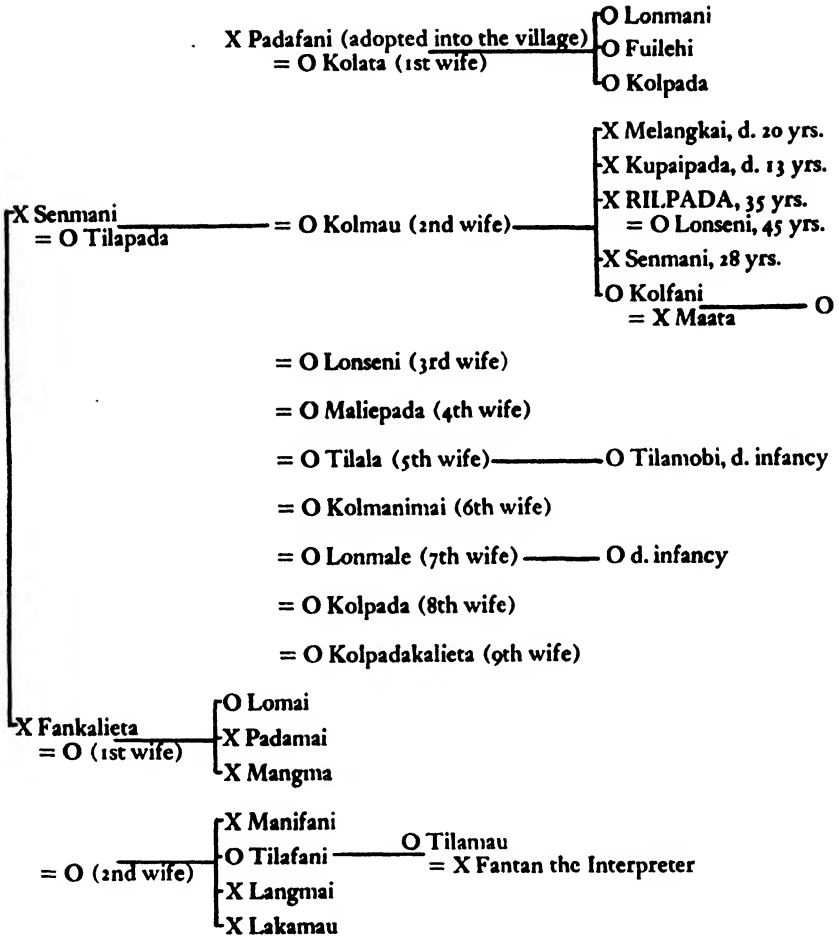 O Lonmani
X Padafani (adopted into the village)
O Fuilehi
= O Kolata (1st wife)
O Kolpada
X Melangkai, d. 20 yrs.
X Kupaipada, d. 13 yrs.
X RILPADA, 35 yrs.
X Senmani
= O Tilapada
= O Kolmau (2nd wife)
= O Lonseni, 45 yrs.
X Senmani, 28 yrs.
O Kolfani
O
= X Maata
= O Lonseni (3rd wife)
= O Maliepada (4th wife)
= O Tilala (5th wife)
O Tilamobi, d. infancy
= O Kolmanimai (6th wife)
= O Lonmale (7th wife)
O d. infancy
= O Kolpada (8th wife)
= O Kolpadakalieta (9th wife)
O Lomai
X Fankalieta
X Padamai
= O (1st wife)
X Mangma
X Manifani
O Tilafani
O Tilamau
= X Fantan the Interpreter
= O (2nd wife)
X Langmai
X Lakamau